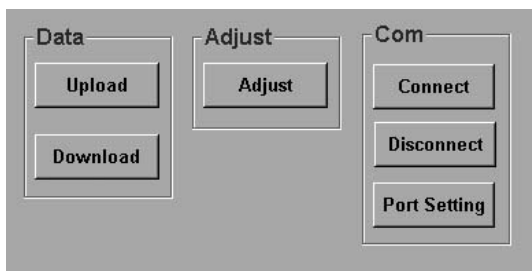 Data
Upload
Download
Adjust
Adjust
Com
Connect
Disconnect
Port Setting